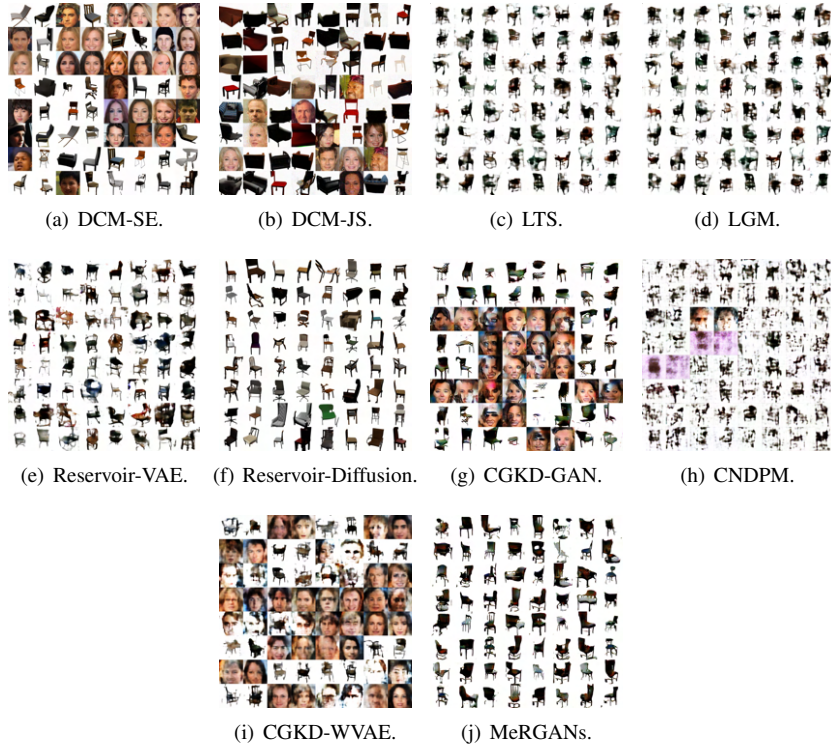 (a) DCM-SE.
(b) DCM-JS.
(c) LTS.
(d) LGM.
(e) Reservoir-VAE.
(f) Reservoir-Diffusion.
(g) CGKD-GAN.
(h) CNDPM.
(i) CGKD-WVAE.
(j) MeRGANs.